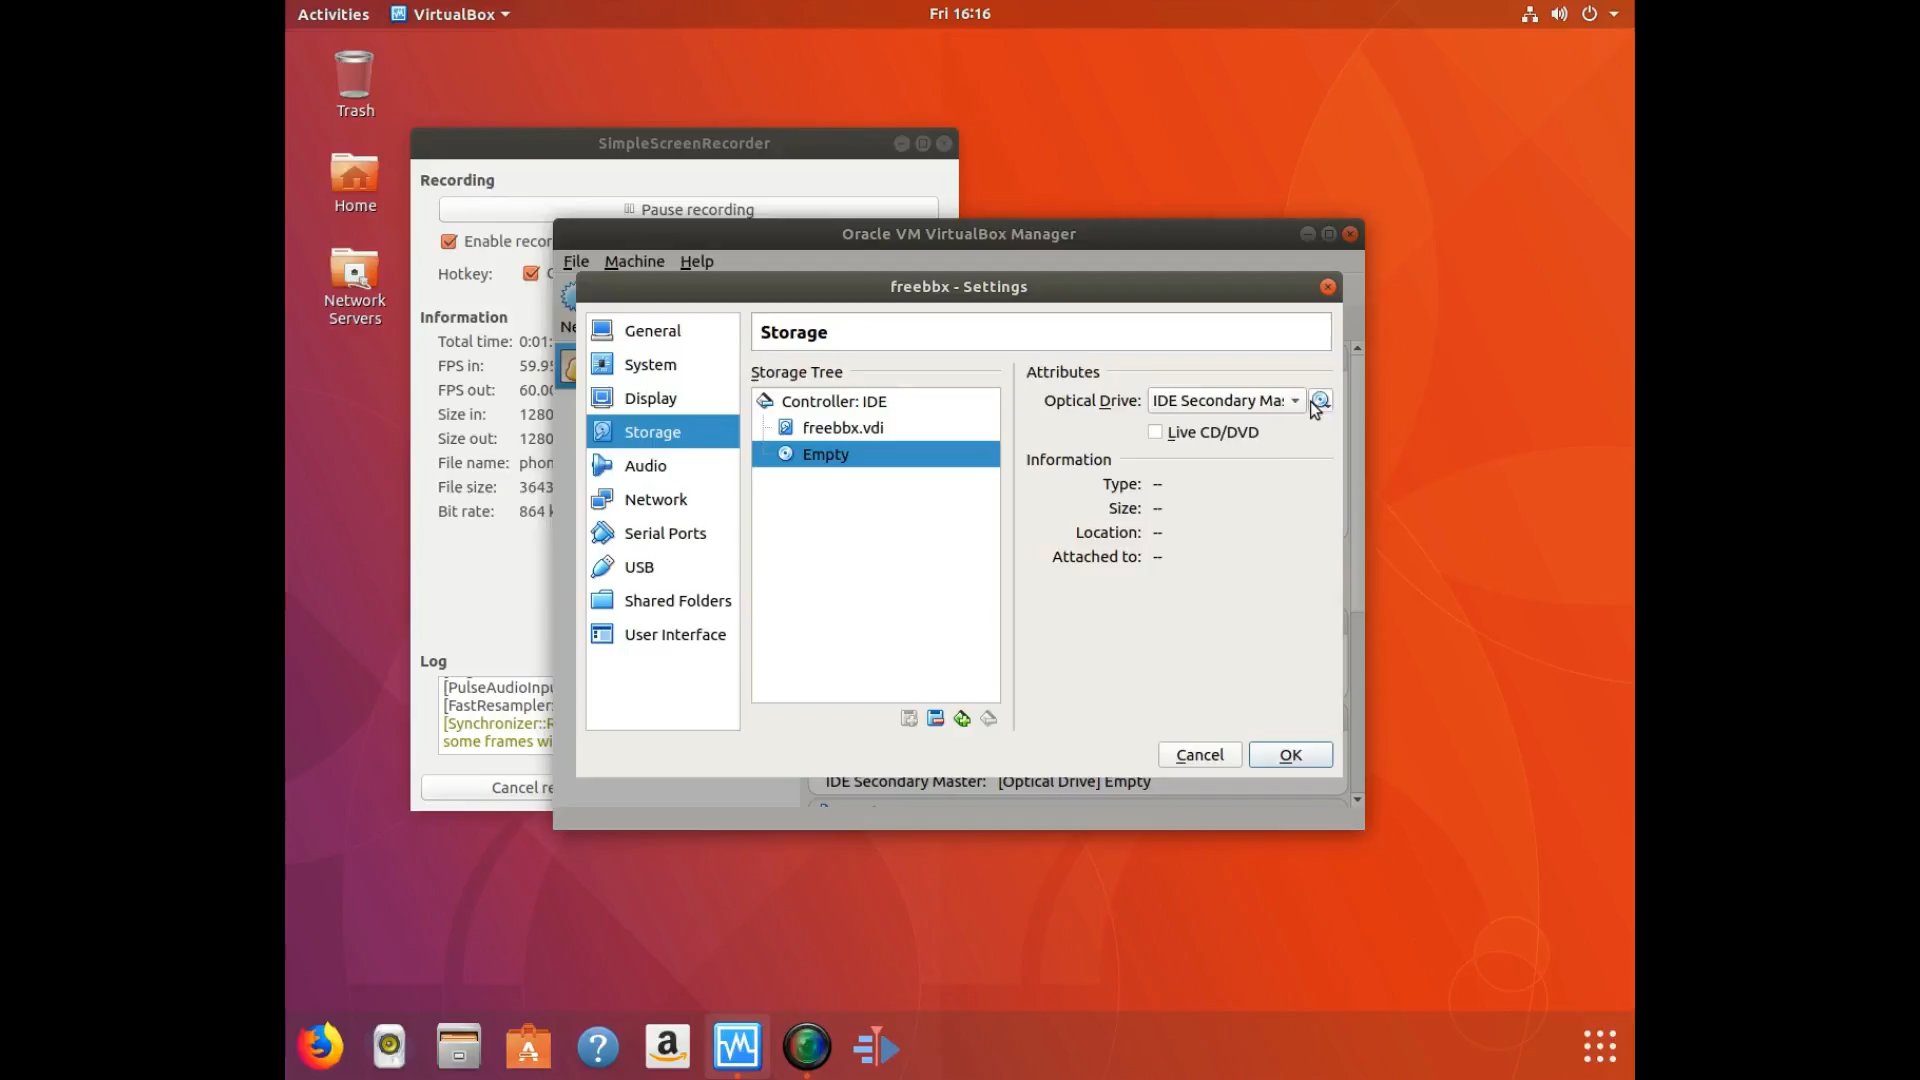 Activities
VirtualBox
Fri 16:16
Trash
Home
Network
Servers
SimpleScreenRecorder
Recording
Pause recording
Enable recor
Hotkey:
Information
Total time: 0:01:
FPS in: 59.95
FPS out: 60.00
Size in: 1280
Size out: 1280
File name: phon
File size: 3643
Bit rate: 864 k
Log
[PulseAudioInpu
[FastResampler:
[Synchronizer::R
some frames wi
Cancel re
Oracle VM VirtualBox Manager
File Machine Help
Ne
freebbx - Settings
General
System
Display
Storage
Audio
Network
Serial Ports
USB
Shared Folders
User Interface
Storage
Storage Tree
Controller: IDE
freebbx.vdi
Empty
Attributes
Optical Drive: IDE Secondary Ma
Live CD/DVD
Information
Type: --
Size: --
Location: --
Attached to: --
Cancel
OK
IDE Secondary Master: [Optical Drive] Empty